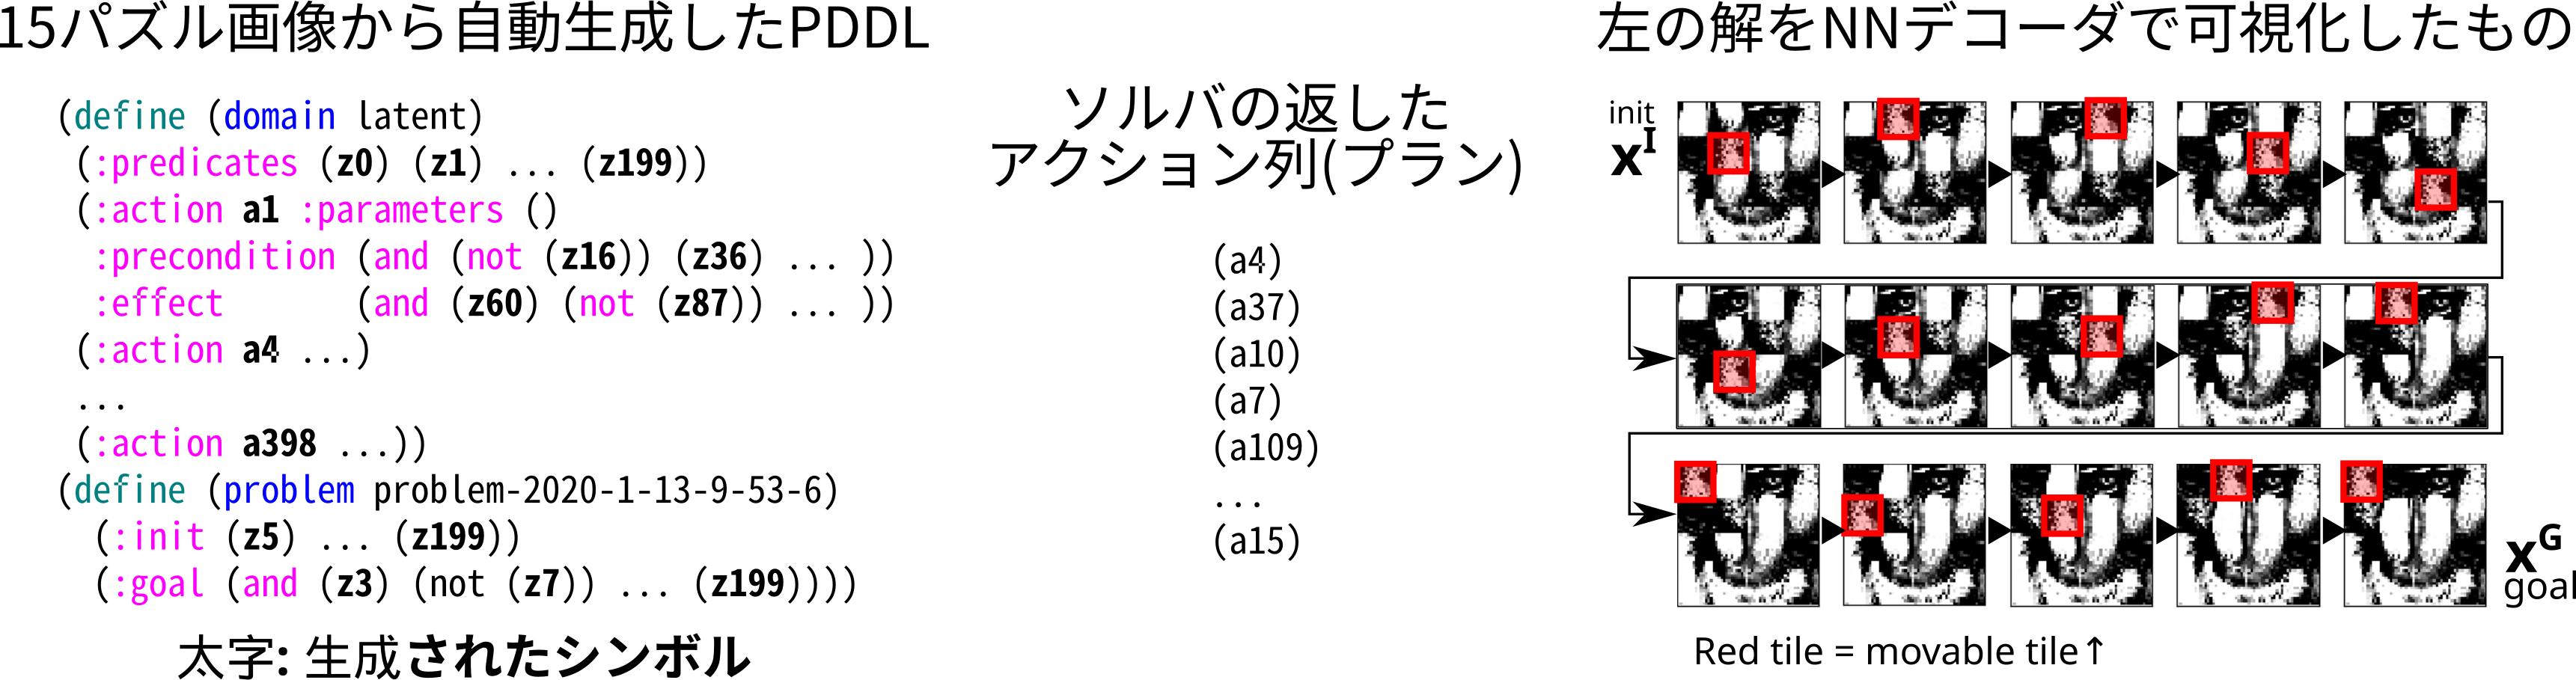 15パズル画像から自動生成したPDDL
(define (domain latent)
(:predicates (z0) (z1) ... (z199))
(:action a1 :parameters ()
:precondition (and (not (z16)) (z36) ... ))
:effect (and (z60) (not (z87)) ... ))
(:action a4 ...)
...
(:action a398 ...))
(define (problem problem-2020-1-13-9-53-6)
(:init (z5) ... (z199))
(:goal (and (z3) (not (z7)) ... (z199))))
太字: 生成されたシンボル
ソルバの返した
アクション列(プラン)
(a4)
(a37)
(a10)
(a7)
(a109)
...
(a15)
左の解をNNデコーダで可視化したもの
init
x^I
x^G
goal
Red tile = movable tile↑